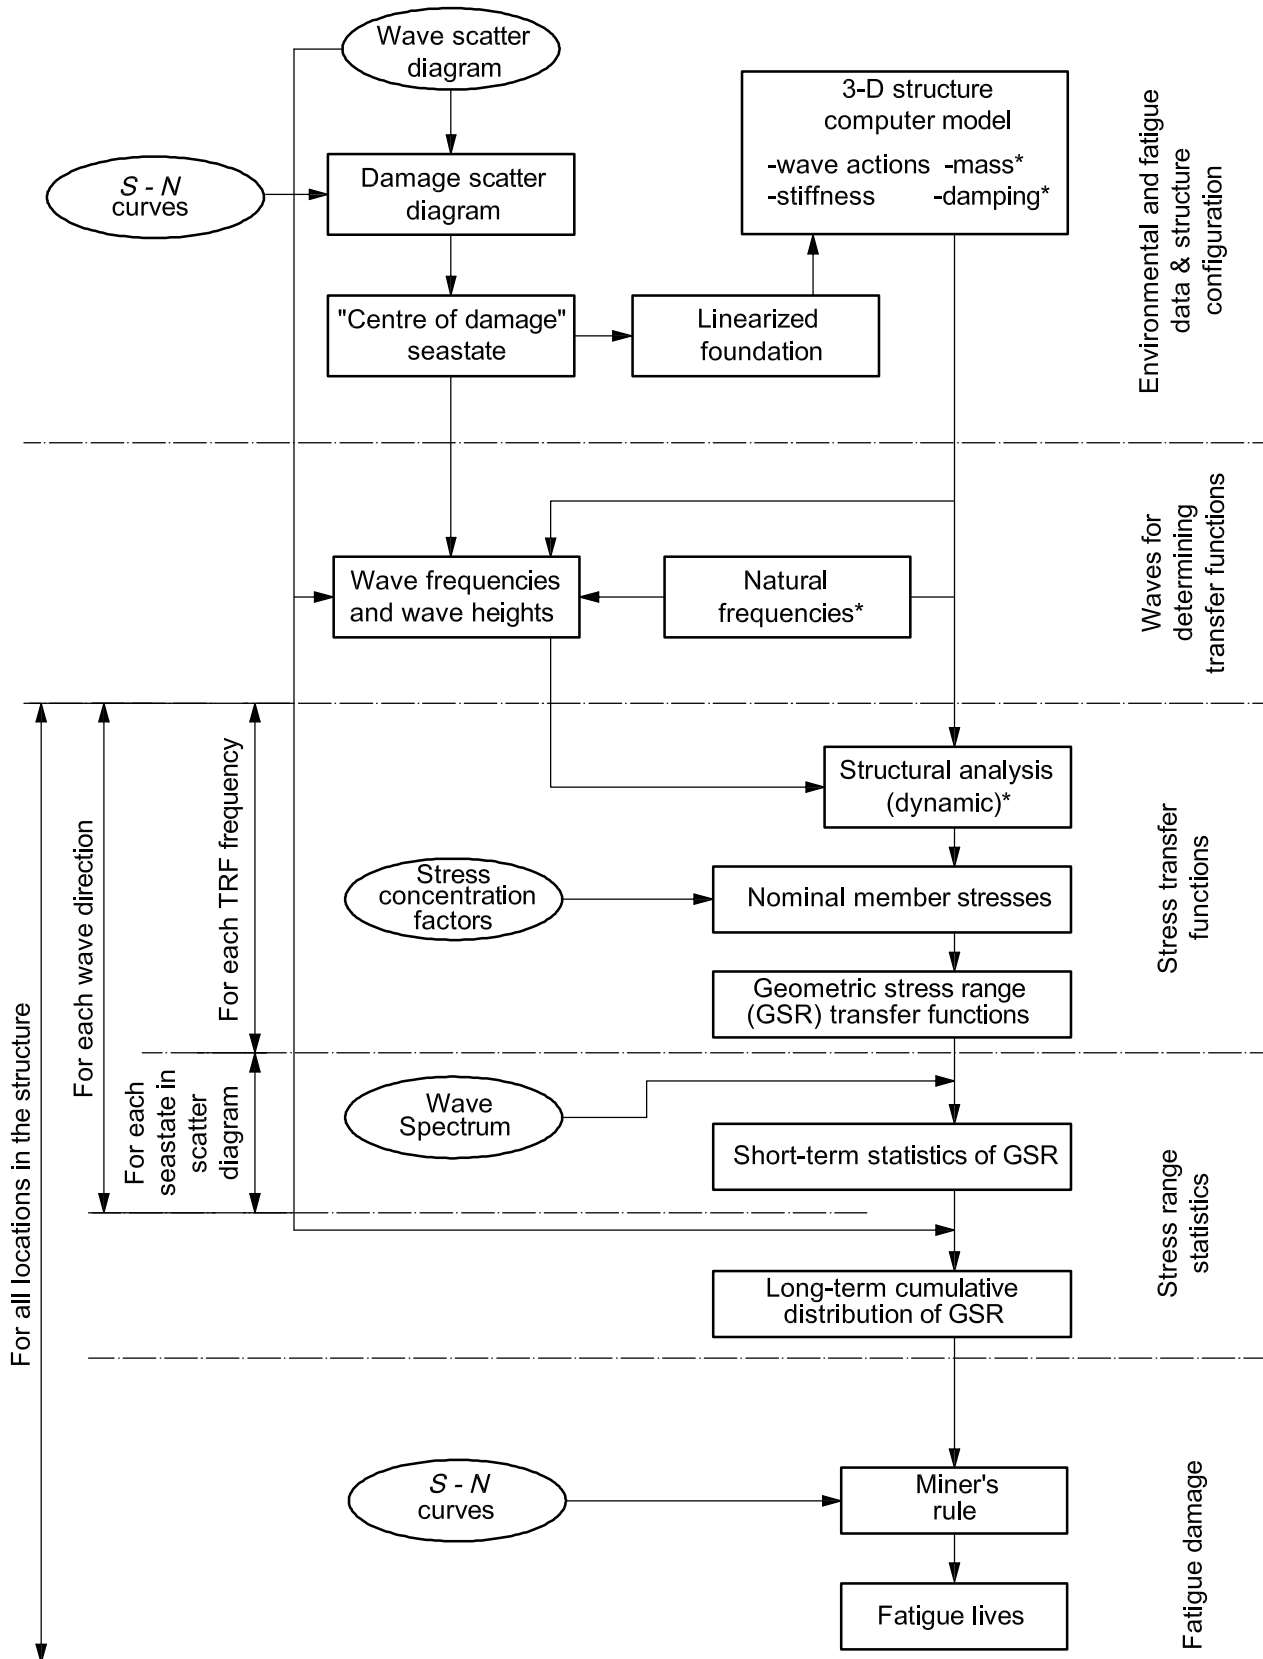 Wave scatter
diagram
3-D structure
computer model
-wave actions -mass*
-stiffness -damping*
S - N
curves
Damage scatter
diagram
"Centre of damage"
seastate
Linearized
foundation
Environmental and fatigue
data & structure
configuration
Wave frequencies
and wave heights
Natural
frequencies*
Waves for
determining
transfer functions
Structural analysis
(dynamic)*
Stress
concentration
factors
Nominal member stresses
Geometric stress range
(GSR) transfer functions
Stress transfer
functions
For all locations in the structure
For each wave direction
For each TRF frequency
For each
seastate in
scatter
diagram
Wave
Spectrum
Short-term statistics of GSR
Long-term cumulative
distribution of GSR
Stress range
statistics
S - N
curves
Miner's
rule
Fatigue lives
Fatigue damage